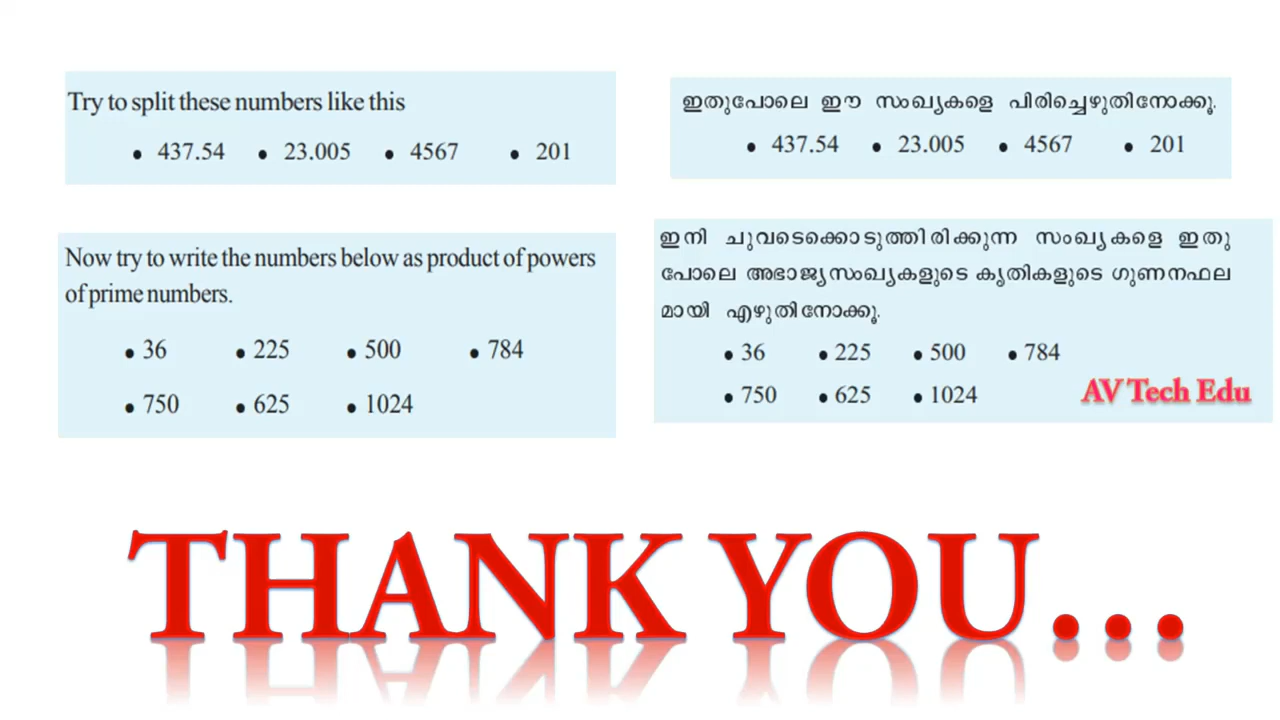 Try to split these numbers like this
• 437.54 • 23.005 • 4567 • 201
ഇതുപോലെ ഈ സംഖ്യകളെ പിരിച്ചെഴുതിനോക്കൂ.
• 437.54 • 23.005 • 4567 • 201
Now try to write the numbers below as product of powers
of prime numbers.
• 36 • 225 • 500 • 784
• 750 • 625 • 1024
ഇനി ചുവടെക്കൊടുത്തിരിക്കുന്ന സംഖ്യകളെ ഇതു
പോലെ അഭാജ്യസംഖ്യകളുടെ കൃതികളുടെ ഗുണനഫല
മായി എഴുതിനോക്കൂ.
• 36 • 225 • 500 • 784
• 750 • 625 • 1024
AV Tech Edu
THANK YOU...